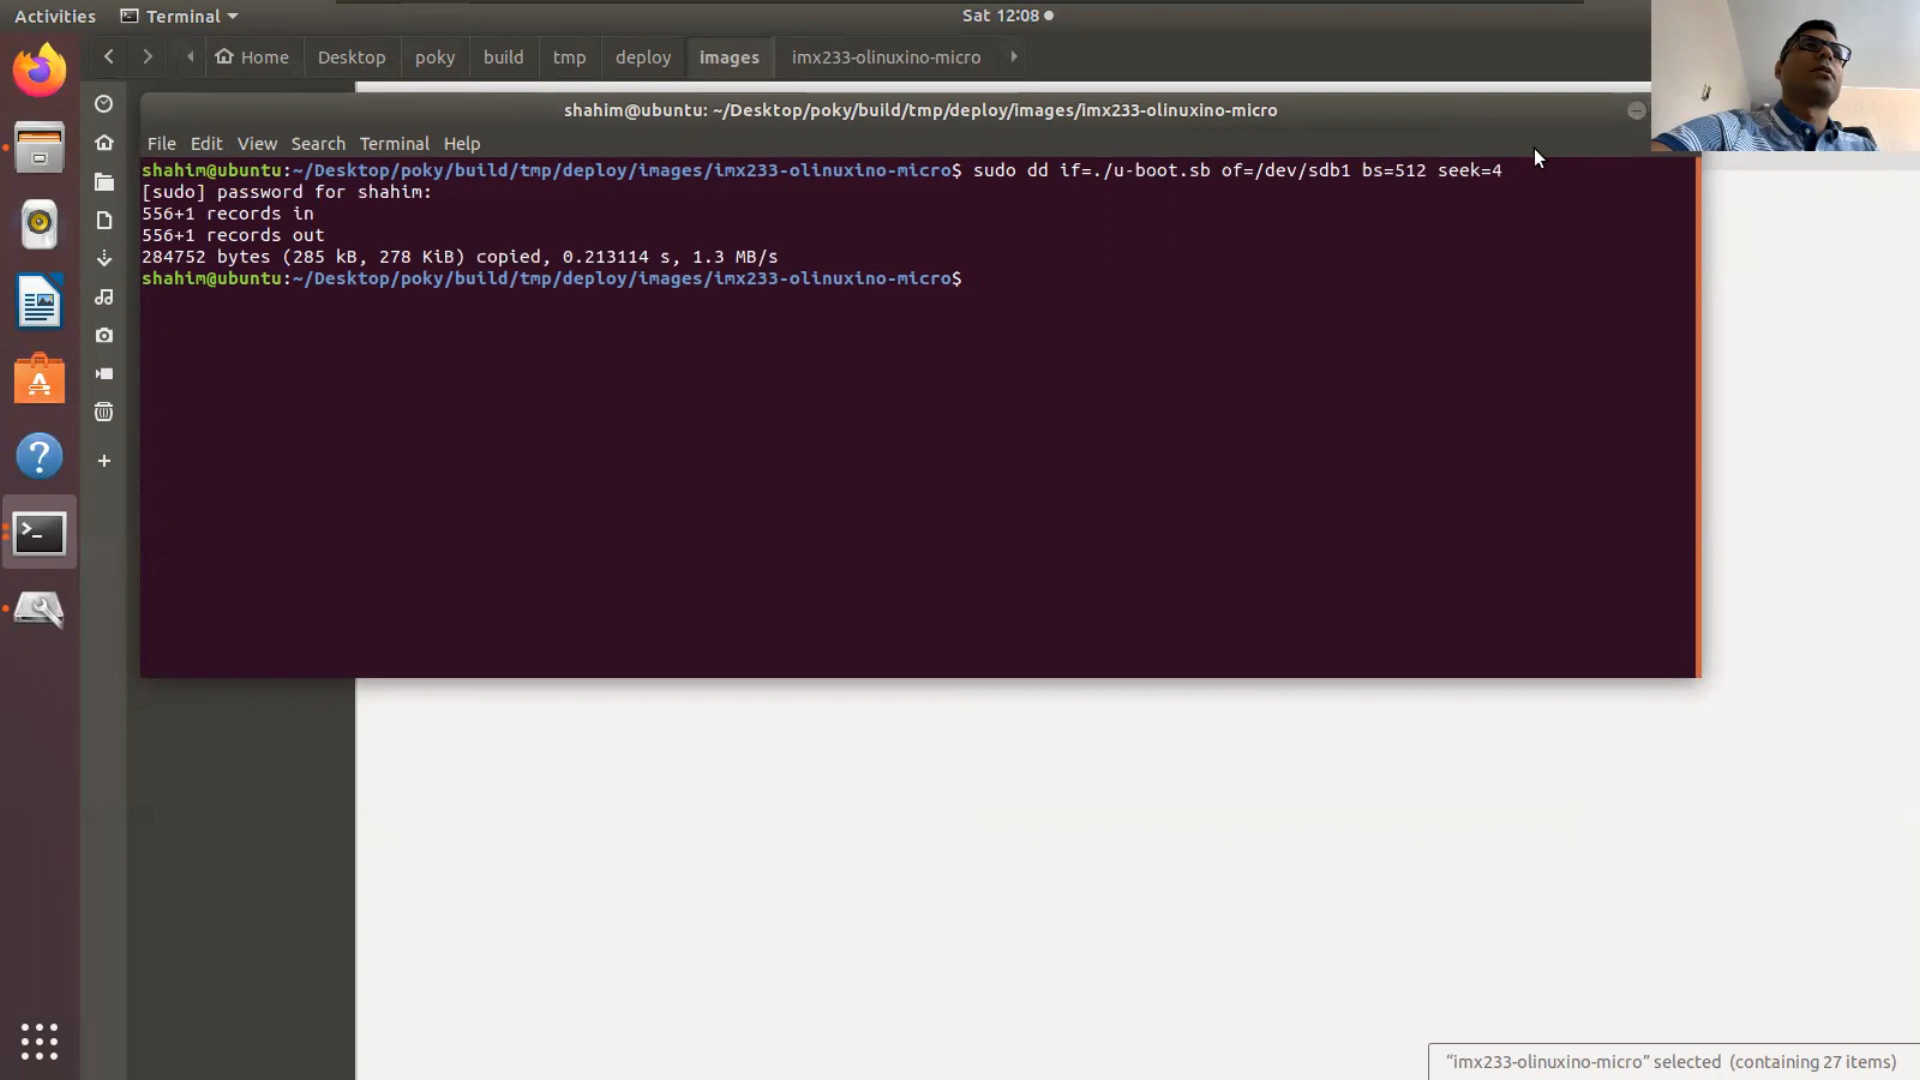 Activities Terminal Sat 12:08
Home Desktop poky build tmp deploy images imx233-olinuxino-micro
shahim@ubuntu: ~/Desktop/poky/build/tmp/deploy/images/imx233-olinuxino-micro
File Edit View Search Terminal Help
shahim@ubuntu:~/Desktop/poky/build/tmp/deploy/images/imx233-olinuxino-micro$ sudo dd if=./u-boot.sb of=/dev/sdb1 bs=512 seek=4
[sudo] password for shahim:
556+1 records in
556+1 records out
284752 bytes (285 kB, 278 KiB) copied, 0.213114 s, 1.3 MB/s
shahim@ubuntu:~/Desktop/poky/build/tmp/deploy/images/imx233-olinuxino-micro$
"imx233-olinuxino-micro" selected (containing 27 items)